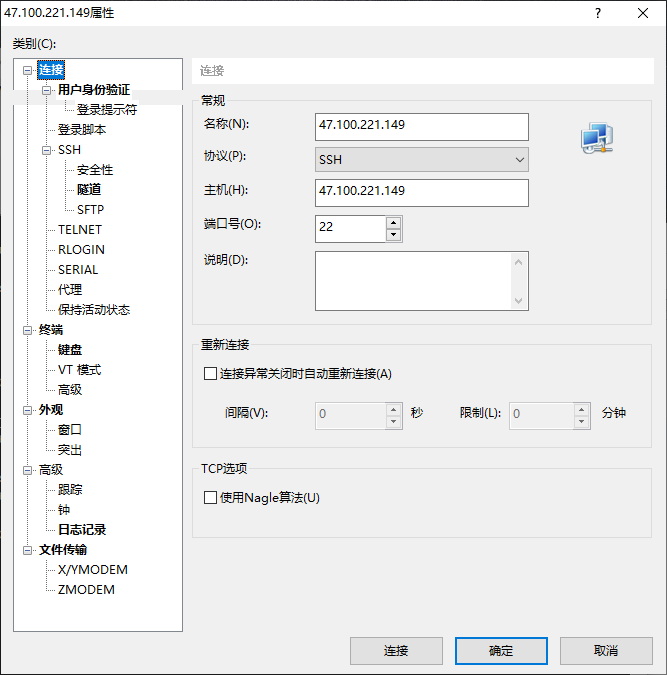 47.100.221.149属性
类别(C):
连接
用户身份验证
登录提示符
登录脚本
SSH
安全性
隧道
SFTP
TELNET
RLOGIN
SERIAL
代理
保持活动状态
终端
键盘
VT 模式
高级
外观
窗口
突出
高级
跟踪
钟
日志记录
文件传输
X/YMODEM
ZMODEM
连接
常规
名称(N):
47.100.221.149
协议(P):
SSH
主机(H):
47.100.221.149
端口号(O):
22
说明(D):
重新连接
连接异常关闭时自动重新连接(A)
间隔(V): 0 秒 限制(L): 0 分钟
TCP选项
使用Nagle算法(U)
连接 确定 取消